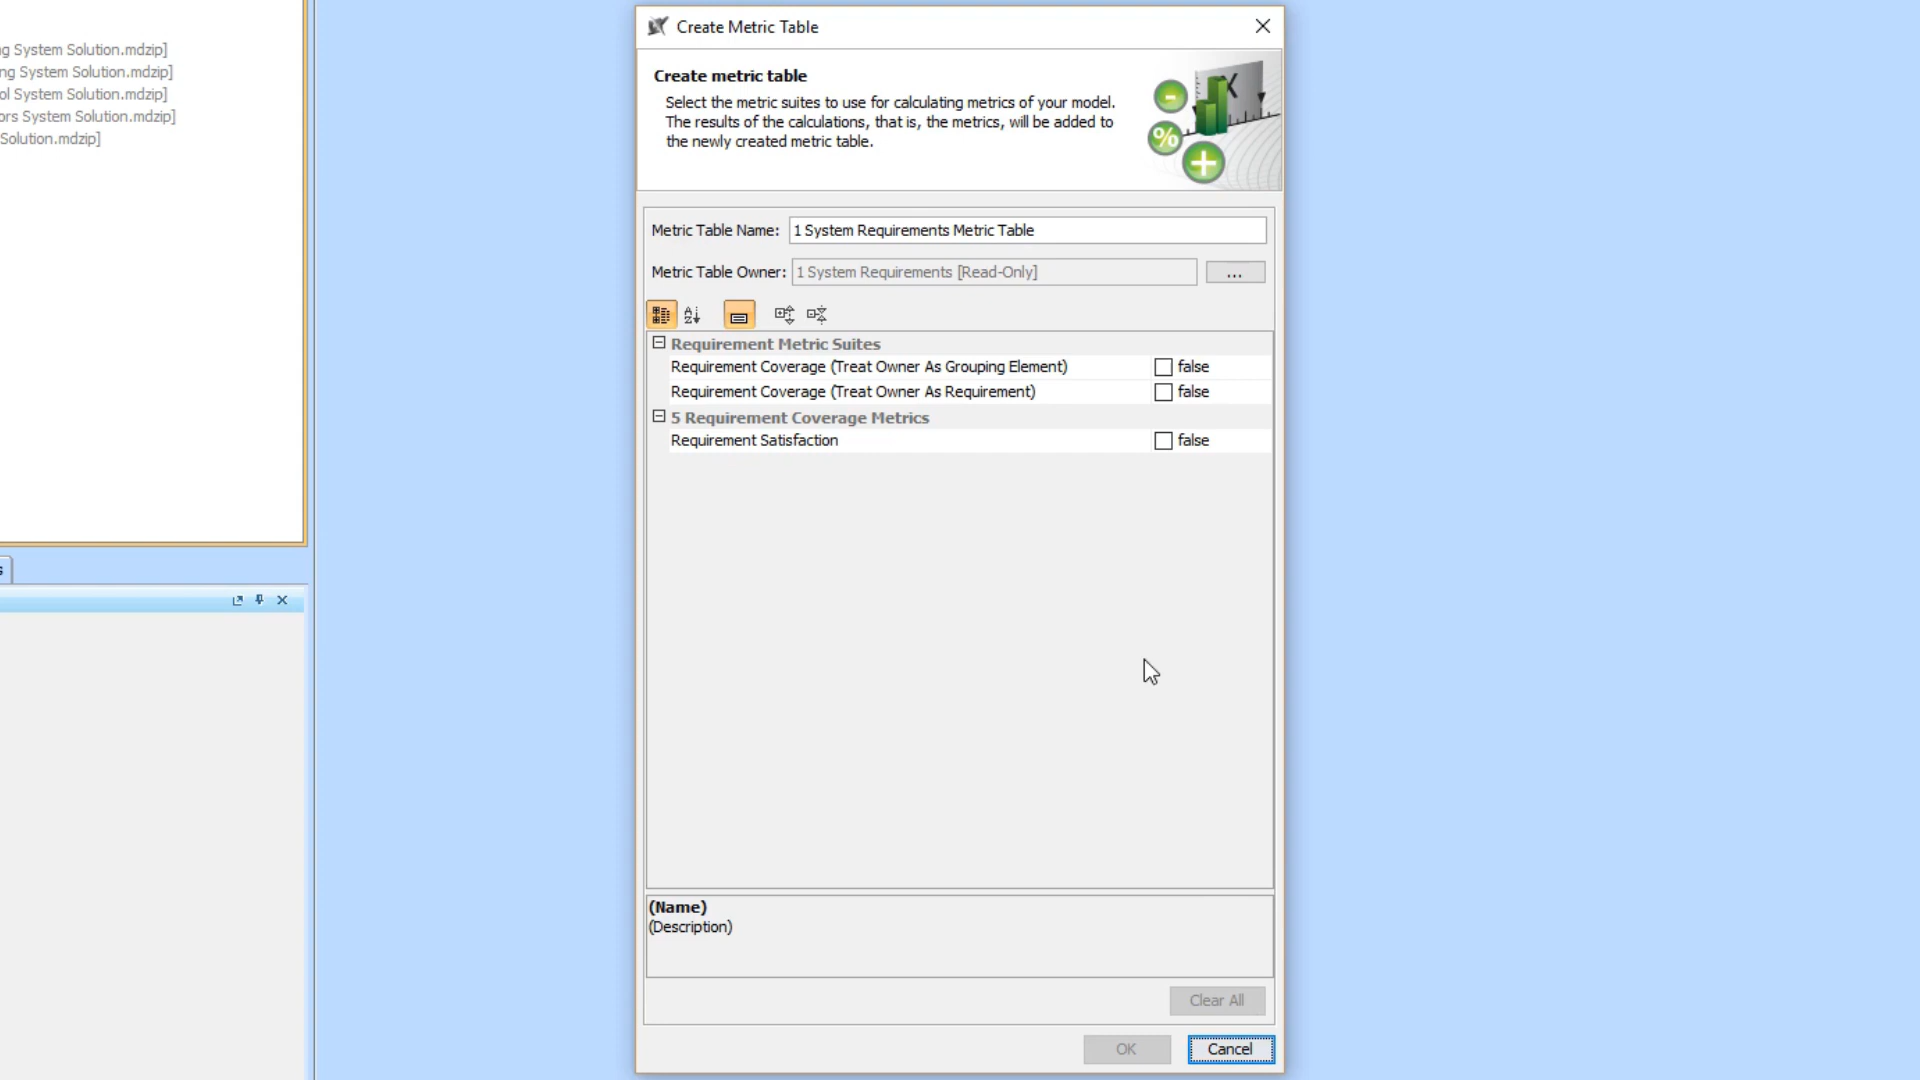 g System Solution.mdzip]
ng System Solution.mdzip]
ol System Solution.mdzip]
ors System Solution.mdzip]
Solution.mdzip]
Create Metric Table
Create metric table
Select the metric suites to use for calculating metrics of your model.
The results of the calculations, that is, the metrics, will be added to
the newly created metric table.
%
Metric Table Name: 1 System Requirements Metric Table
Metric Table Owner: 1 System Requirements [Read-Only] ...
Requirement Metric Suites
Requirement Coverage (Treat Owner As Grouping Element) false
Requirement Coverage (Treat Owner As Requirement) false
5 Requirement Coverage Metrics
Requirement Satisfaction false
(Name)
(Description)
Clear All
OK Cancel